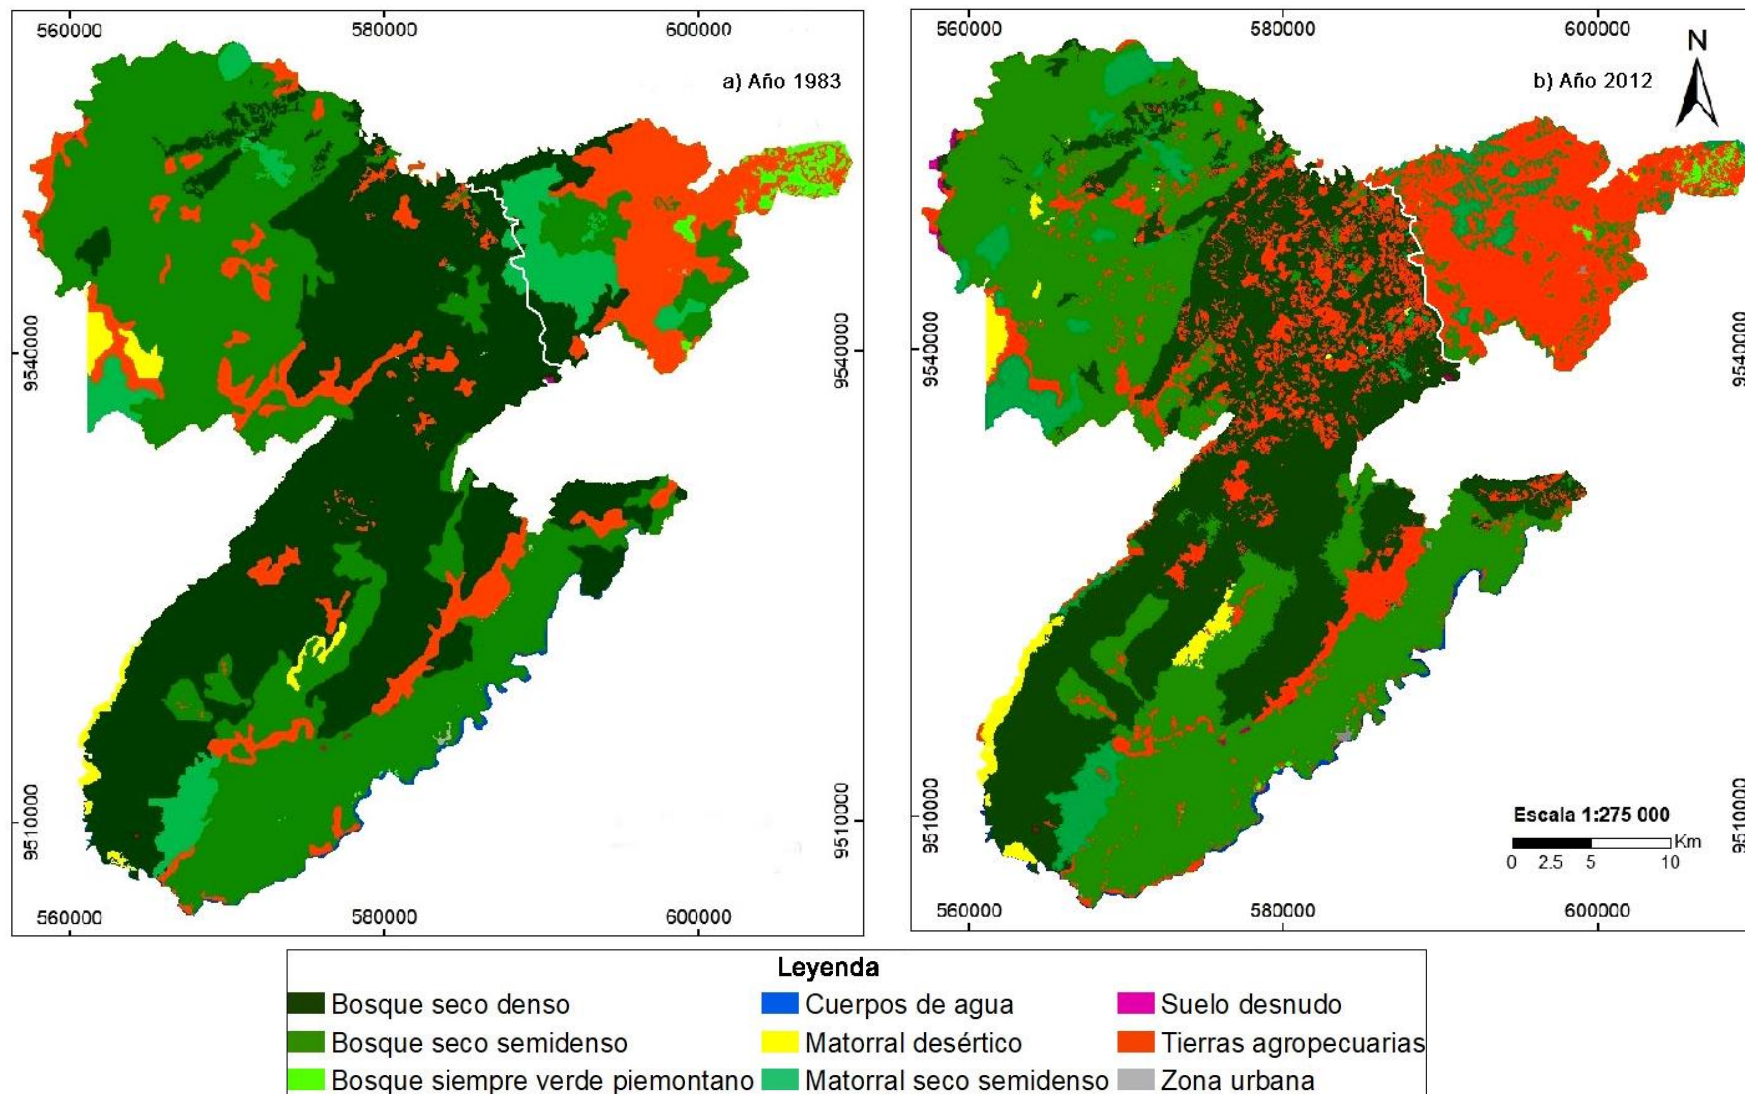 560000 580000 600000
560000 580000 600000
N
a) Año 1983
b) Año 2012
9540000 9540000
9540000 9540000
9510000 9510000
9510000 9510000
Escala 1:275 000
Km
0 2.5 5 10
560000 580000 600000
560000 580000 600000
Leyenda
Bosque seco denso
Cuerpos de agua
Suelo desnudo
Bosque seco semidenso
Matorral desértico
Tierras agropecuarias
Bosque siempre verde piemontano
Matorral seco semidenso
Zona urbana